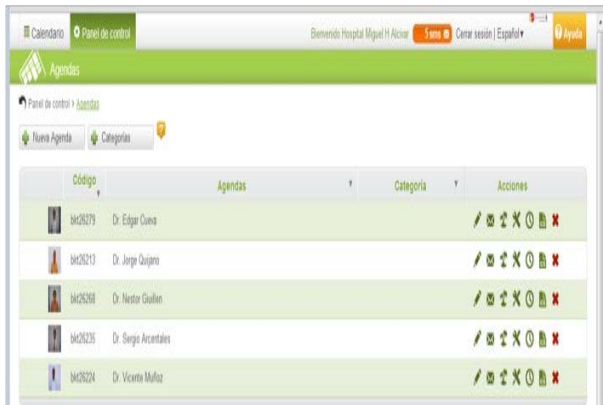 Calendario Panel de control Bienvenido Hospital Miguel H Alcivar 5 sms Cerrar sesión | Español Ayuda
Agendas
Panel de control > Agendas
Nueva Agenda Categorías ?
Código Agendas Categoría Acciones
bkt26279 Dr. Edgar Cueva
bkt26213 Dr. Jorge Quijano
bkt26268 Dr. Nestor Guillen
bkt26235 Dr. Sergio Arcentales
bkt26224 Dr. Vicente Muñoz